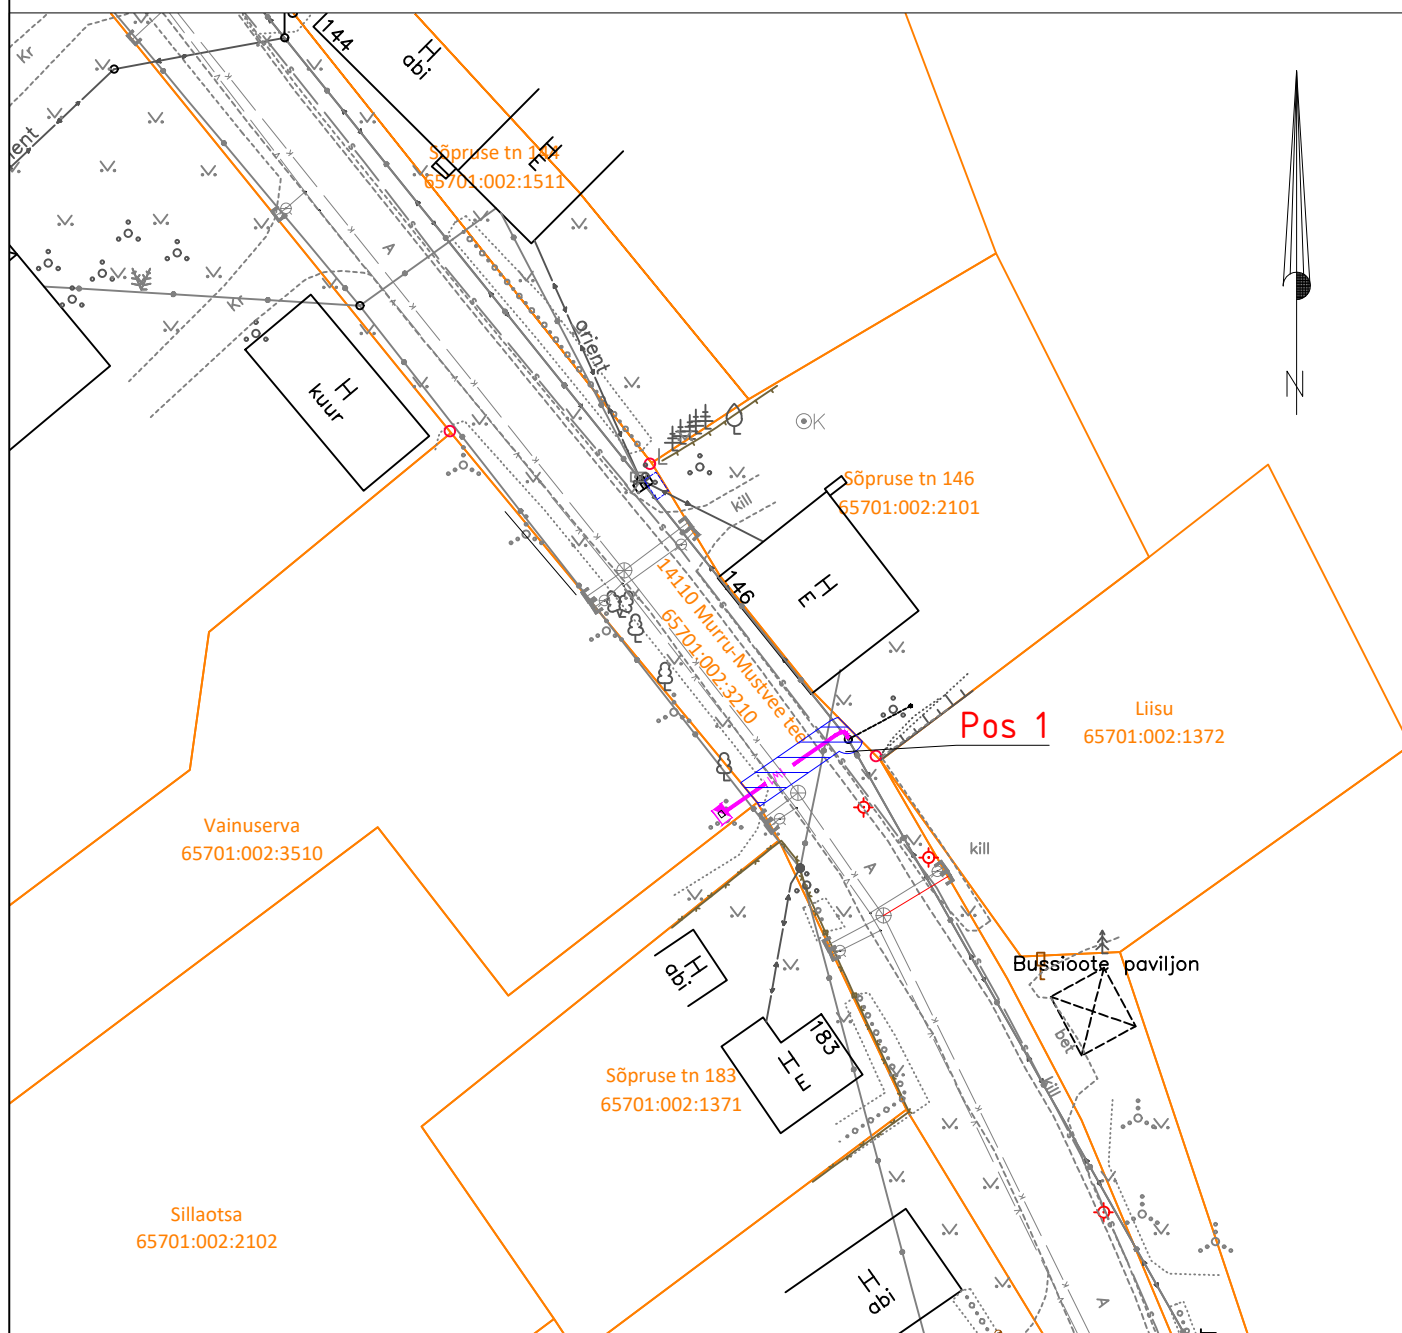 144
H
abi
Kr
ient
Sõpruse tn 144
65701:002:1511
H
E
A
Kr
orient
N
H
kuur
K
Sõpruse tn 146
65701:002:2101
kill
146
H
E
14110 Murru-Mustvee tee
65701:002:3210
Pos 1
Liisu
65701:002:1372
Vainuserva
65701:002:3510
kill
A
Bussioote paviljon
H
abi
bet
kill
183
H
E
Sõpruse tn 183
65701:002:1371
Sillaotsa
65701:002:2102
H
abi
A